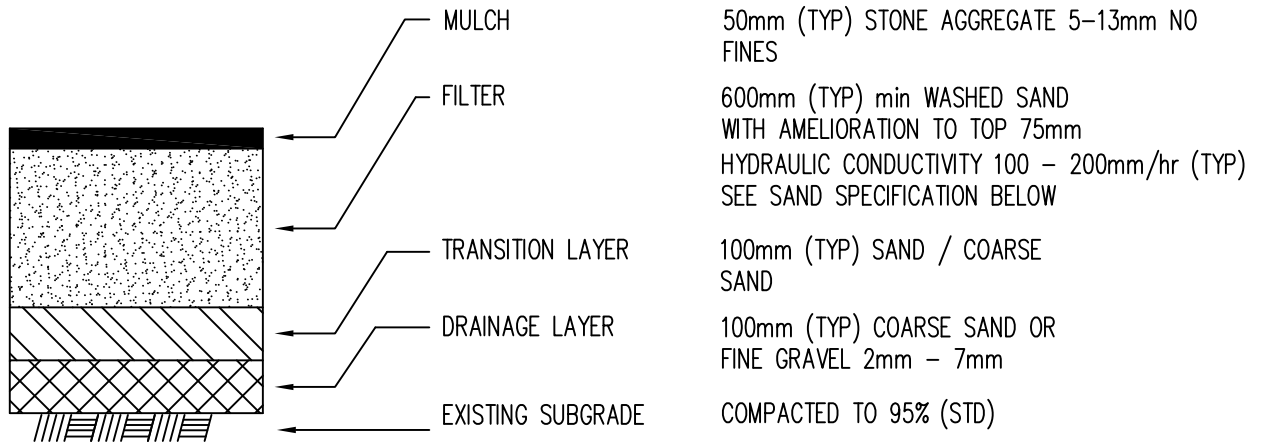 MULCH
50mm (TYP) STONE AGGREGATE 5-13mm NO
FINES
FILTER
600mm (TYP) min WASHED SAND
WITH AMELIORATION TO TOP 75mm
HYDRAULIC CONDUCTIVITY 100 - 200mm/hr (TYP)
SEE SAND SPECIFICATION BELOW
TRANSITION LAYER
100mm (TYP) SAND / COARSE
SAND
DRAINAGE LAYER
100mm (TYP) COARSE SAND OR
FINE GRAVEL 2mm - 7mm
EXISTING SUBGRADE
COMPACTED TO 95% (STD)